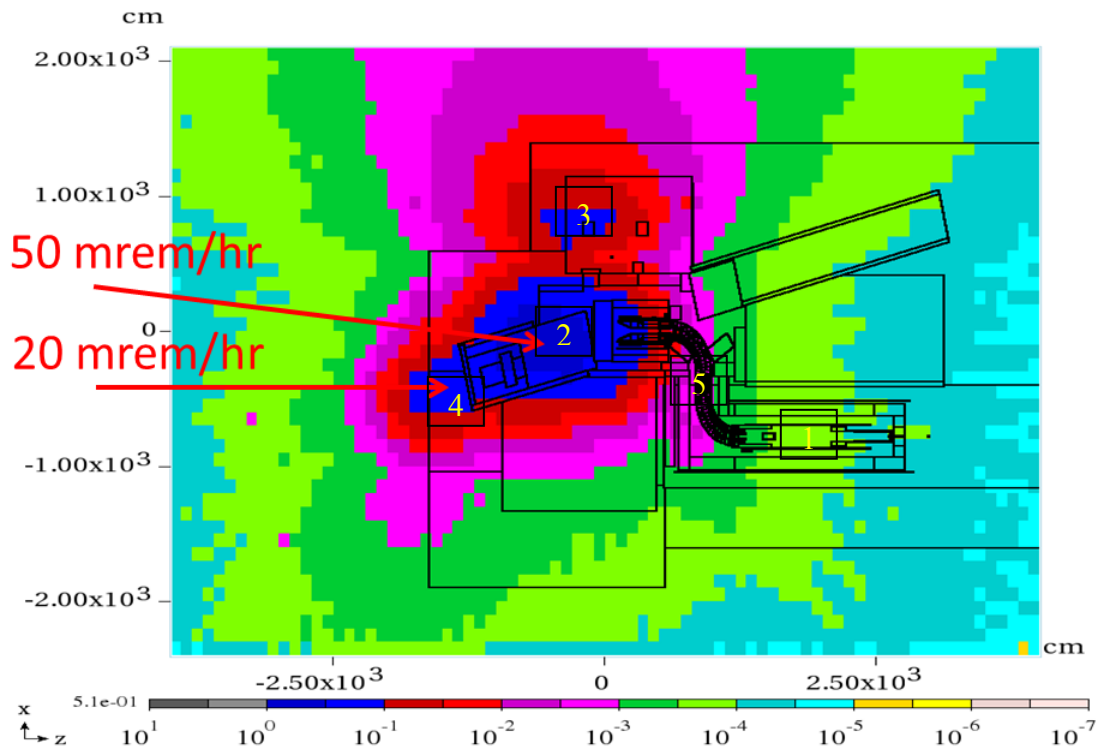 cm
2.00x10³
1.00x10³
3
50 mrem/hr
0
2
20 mrem/hr
5
4
1
-1.00x10³
-2.00x10³
cm
-2.50x10³ 0 2.50x10³
5.1e-01
x
z
10¹ 10⁰ 10⁻¹ 10⁻² 10⁻³ 10⁻⁴ 10⁻⁵ 10⁻⁶ 10⁻⁷